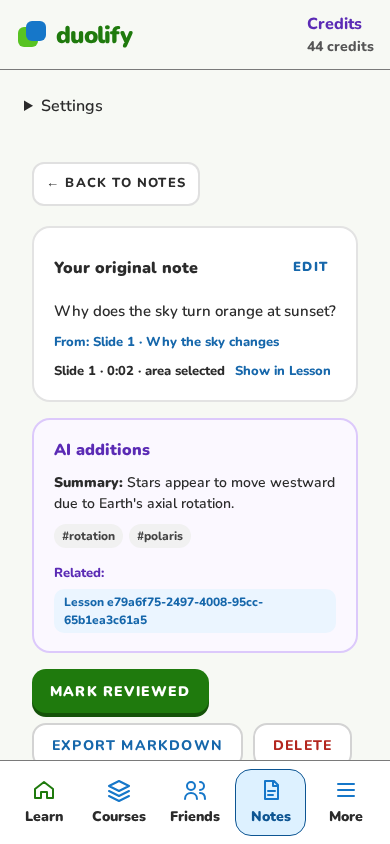 duolify
Credits
44 credits
▶ Settings
← BACK TO NOTES
Your original note
EDIT
Why does the sky turn orange at sunset?
From: Slide 1 · Why the sky changes
Slide 1 · 0:02 · area selected Show in Lesson
AI additions
Summary: Stars appear to move westward
due to Earth's axial rotation.
#rotation #polaris
Related:
Lesson e79a6f75-2497-4008-95cc-
65b1ea3c61a5
MARK REVIEWED
EXPORT MARKDOWN DELETE
Learn Courses Friends Notes More